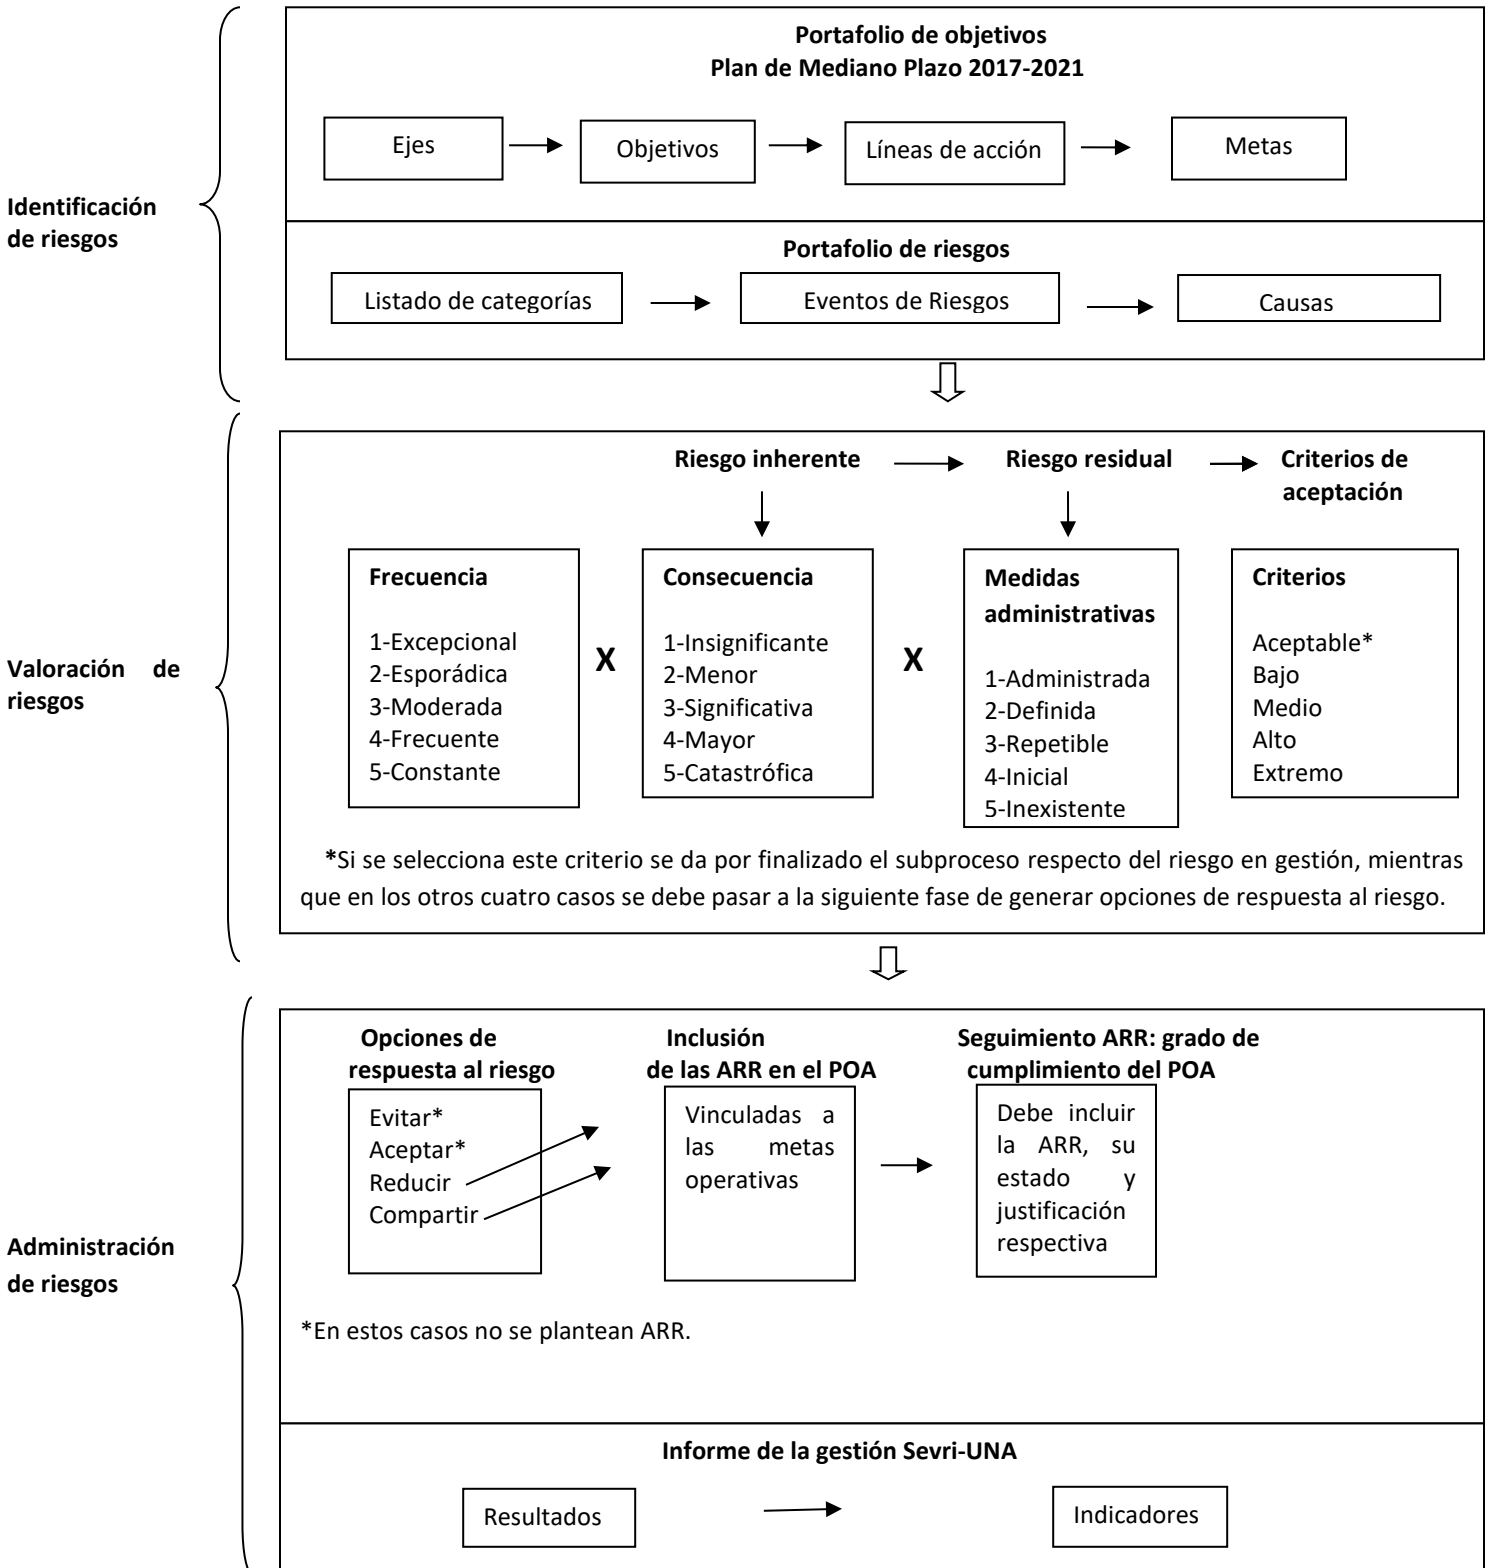 Portafolio de objetivos
Plan de Mediano Plazo 2017-2021
Ejes
Objetivos
Líneas de acción
Metas
Identificación
de riesgos
Portafolio de riesgos
Listado de categorías
Eventos de Riesgos
Causas
Riesgo inherente
Riesgo residual
Criterios de
aceptación
Valoración de
riesgos
Frecuencia
1-Excepcional
2-Esporádica
3-Moderada
4-Frecuente
5-Constante
X
Consecuencia
1-Insignificante
2-Menor
3-Significativa
4-Mayor
5-Catastrófica
X
Medidas
administrativas
1-Administrada
2-Definida
3-Repetible
4-Inicial
5-Inexistente
Criterios
Aceptable*
Bajo
Medio
Alto
Extremo
*Si se selecciona este criterio se da por finalizado el subproceso respecto del riesgo en gestión, mientras
que en los otros cuatro casos se debe pasar a la siguiente fase de generar opciones de respuesta al riesgo.
Administración
de riesgos
Opciones de
respuesta al riesgo
Evitar*
Aceptar*
Reducir
Compartir
Inclusión
de las ARR en el POA
Vinculadas a
las metas
operativas
Seguimiento ARR: grado de
cumplimiento del POA
Debe incluir
la ARR, su
estado y
justificación
respectiva
*En estos casos no se plantean ARR.
Informe de la gestión Sevri-UNA
Resultados
Indicadores